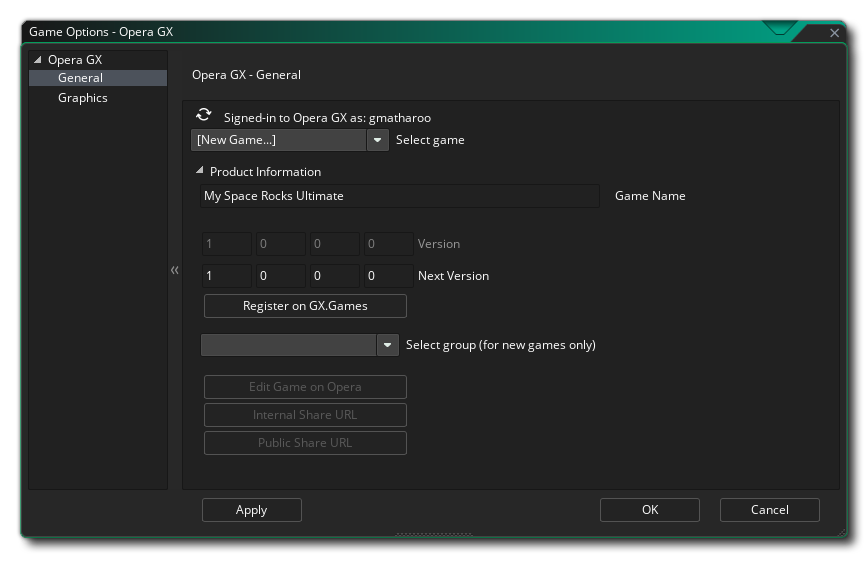 Game Options - Opera GX
Opera GX
General
Graphics
Opera GX - General
Signed-in to Opera GX as: gmatharoo
[New Game...] Select game
Product Information
My Space Rocks Ultimate Game Name
1 0 0 0 Version
1 0 0 0 Next Version
Register on GX.Games
Select group (for new games only)
Edit Game on Opera
Internal Share URL
Public Share URL
Apply OK Cancel